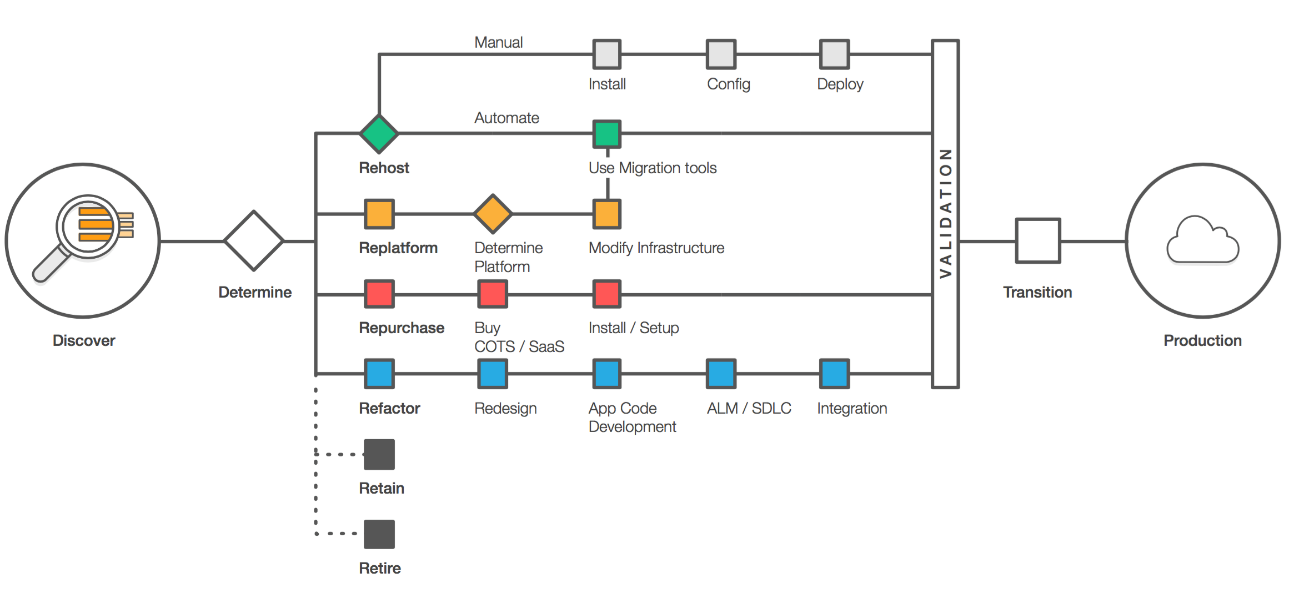 Manual
Install
Config
Deploy
Automate
Rehost
Use Migration tools
Replatform
Determine
Platform
Modify Infrastructure
Repurchase
Buy
COTS / SaaS
Install / Setup
Refactor
Redesign
App Code
Development
ALM / SDLC
Integration
Retain
Retire
Discover
Determine
VALIDATION
Transition
Production